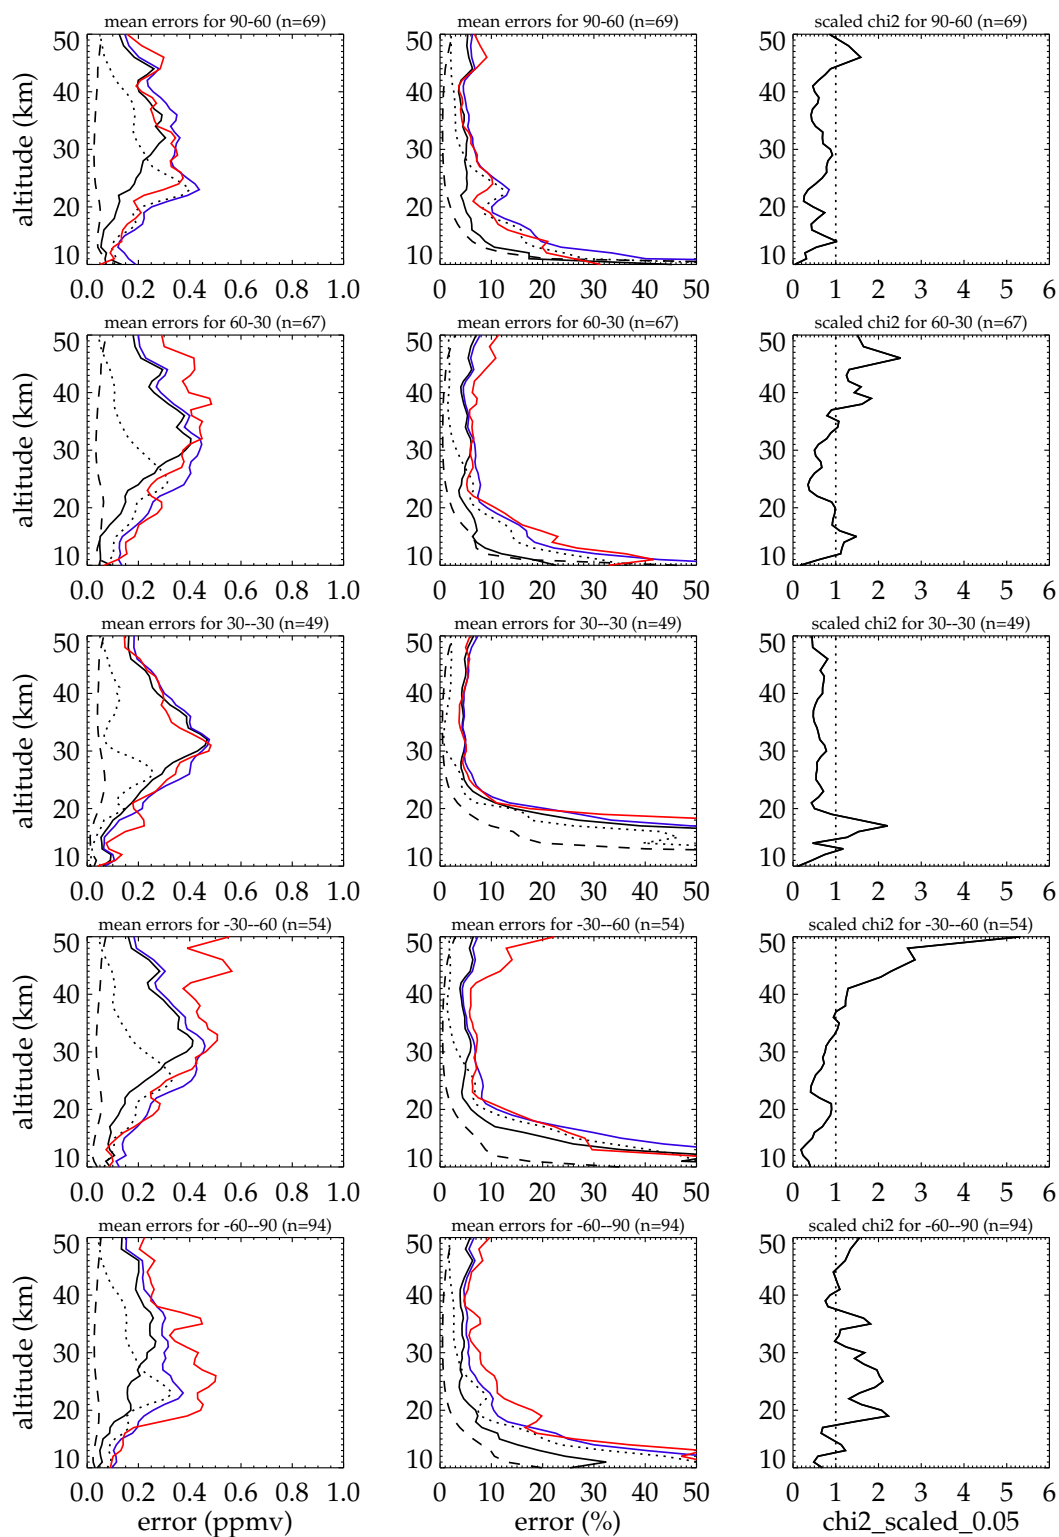 mean errors for 90-60 (n=69)
mean errors for 90-60 (n=69)
scaled chi2 for 90-60 (n=69)
altitude (km)
50
40
30
20
10
50
40
30
20
10
50
40
30
20
10
0.0 0.2 0.4 0.6 0.8 1.0
0 10 20 30 40 50
0 1 2 3 4 5 6
mean errors for 60-30 (n=67)
mean errors for 60-30 (n=67)
scaled chi2 for 60-30 (n=67)
altitude (km)
50
40
30
20
10
50
40
30
20
10
50
40
30
20
10
0.0 0.2 0.4 0.6 0.8 1.0
0 10 20 30 40 50
0 1 2 3 4 5 6
mean errors for 30--30 (n=49)
mean errors for 30--30 (n=49)
scaled chi2 for 30--30 (n=49)
altitude (km)
50
40
30
20
10
50
40
30
20
10
50
40
30
20
10
0.0 0.2 0.4 0.6 0.8 1.0
0 10 20 30 40 50
0 1 2 3 4 5 6
mean errors for -30--60 (n=54)
mean errors for -30--60 (n=54)
scaled chi2 for -30--60 (n=54)
altitude (km)
50
40
30
20
10
50
40
30
20
10
50
40
30
20
10
0.0 0.2 0.4 0.6 0.8 1.0
0 10 20 30 40 50
0 1 2 3 4 5 6
mean errors for -60--90 (n=94)
mean errors for -60--90 (n=94)
scaled chi2 for -60--90 (n=94)
altitude (km)
50
40
30
20
10
50
40
30
20
10
50
40
30
20
10
0.0 0.2 0.4 0.6 0.8 1.0
0 10 20 30 40 50
0 1 2 3 4 5 6
error (ppmv)
error (%)
chi2_scaled_0.05